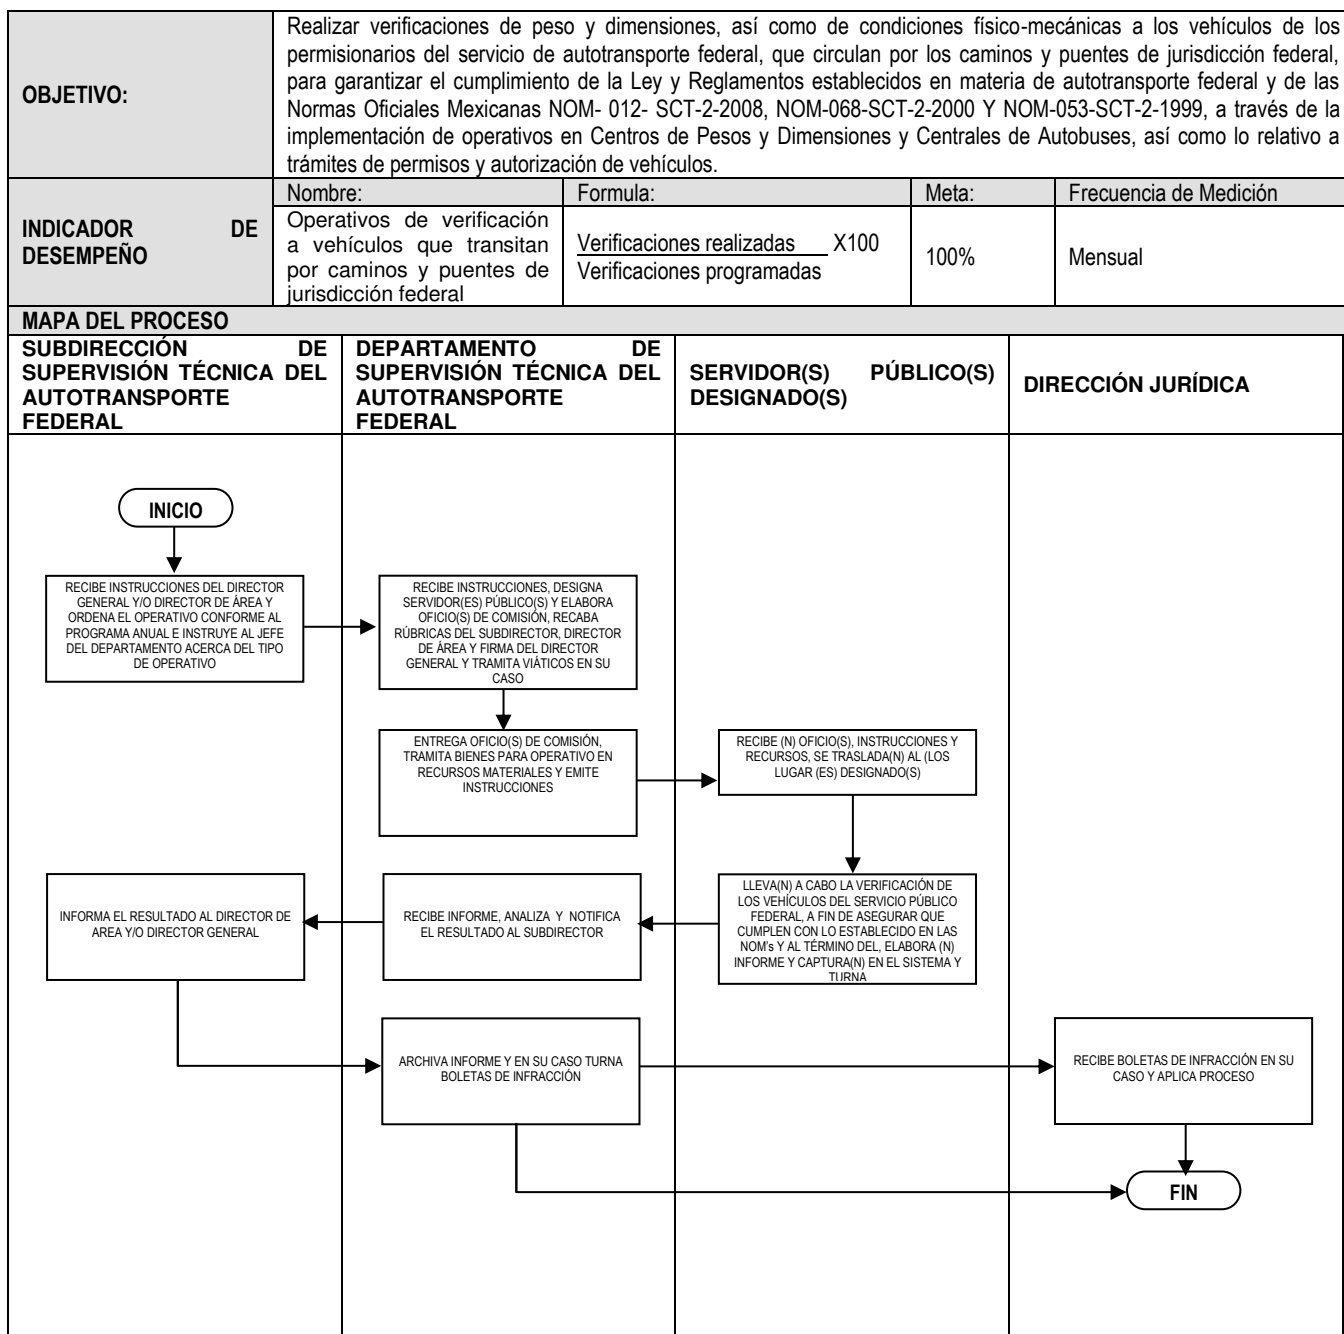 OBJETIVO:
Realizar verificaciones de peso y dimensiones, así como de condiciones físico-mecánicas a los vehículos de los
permisionarios del servicio de autotransporte federal, que circulan por los caminos y puentes de jurisdicción federal,
para garantizar el cumplimiento de la Ley y Reglamentos establecidos en materia de autotransporte federal y de las
Normas Oficiales Mexicanas NOM- 012- SCT-2-2008, NOM-068-SCT-2-2000 Y NOM-053-SCT-2-1999, a través de la
implementación de operativos en Centros de Pesos y Dimensiones y Centrales de Autobuses, así como lo relativo a
trámites de permisos y autorización de vehículos.
INDICADOR DE
DESEMPEÑO
Nombre:
Formula:
Meta:
Frecuencia de Medición
Operativos de verificación
a vehículos que transitan
por caminos y puentes de
jurisdicción federal
Verificaciones realizadas X100
Verificaciones programadas
100%
Mensual
MAPA DEL PROCESO
SUBDIRECCIÓN DE
SUPERVISIÓN TÉCNICA DEL
AUTOTRANSPORTE
FEDERAL
DEPARTAMENTO DE
SUPERVISIÓN TÉCNICA DEL
AUTOTRANSPORTE
FEDERAL
SERVIDOR(S) PÚBLICO(S)
DESIGNADO(S)
DIRECCIÓN JURÍDICA
INICIO
RECIBE INSTRUCCIONES DEL DIRECTOR
GENERAL Y/O DIRECTOR DE ÁREA Y
ORDENA EL OPERATIVO CONFORME AL
PROGRAMA ANUAL E INSTRUYE AL JEFE
DEL DEPARTAMENTO ACERCA DEL TIPO
DE OPERATIVO
RECIBE INSTRUCCIONES, DESIGNA
SERVIDOR(ES) PÚBLICO(S) Y ELABORA
OFICIO(S) DE COMISIÓN, RECABA
RÚBRICAS DEL SUBDIRECTOR, DIRECTOR
DE ÁREA Y FIRMA DEL DIRECTOR
GENERAL Y TRAMITA VIÁTICOS EN SU
CASO
ENTREGA OFICIO(S) DE COMISIÓN,
TRAMITA BIENES PARA OPERATIVO EN
RECURSOS MATERIALES Y EMITE
INSTRUCCIONES
RECIBE (N) OFICIO(S), INSTRUCCIONES Y
RECURSOS, SE TRASLADA(N) AL (LOS
LUGAR (ES) DESIGNADO(S)
LLEVA(N) A CABO LA VERIFICACIÓN DE
LOS VEHÍCULOS DEL SERVICIO PÚBLICO
FEDERAL, A FIN DE ASEGURAR QUE
CUMPLEN CON LO ESTABLECIDO EN LAS
NOM's Y AL TÉRMINO DEL, ELABORA (N)
INFORME Y CAPTURA(N) EN EL SISTEMA Y
TURNA
RECIBE INFORME, ANALIZA Y NOTIFICA
EL RESULTADO AL SUBDIRECTOR
INFORMA EL RESULTADO AL DIRECTOR DE
AREA Y/O DIRECTOR GENERAL
ARCHIVA INFORME Y EN SU CASO TURNA
BOLETAS DE INFRACCIÓN
RECIBE BOLETAS DE INFRACCIÓN EN SU
CASO Y APLICA PROCESO
FIN